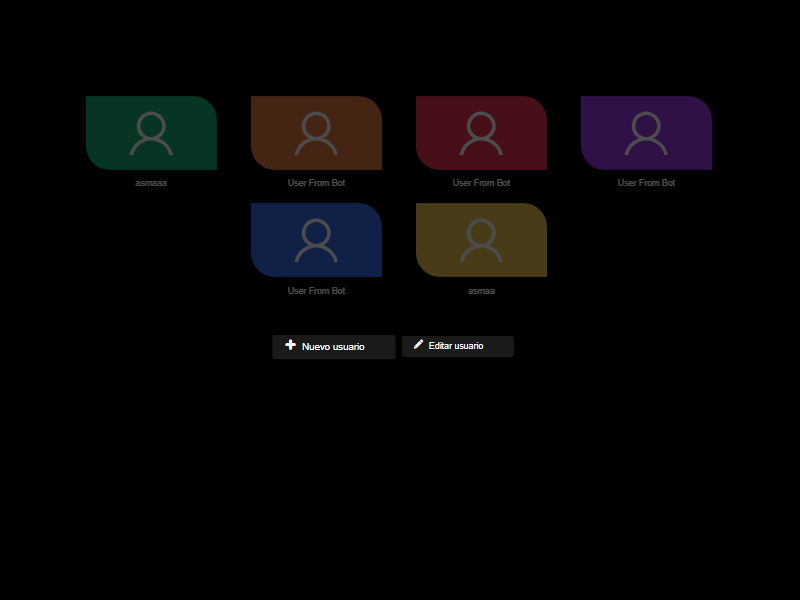 asmaaa
User From Bot
User From Bot
User From Bot
User From Bot
asmaa
Nuevo usuario
Editar usuario